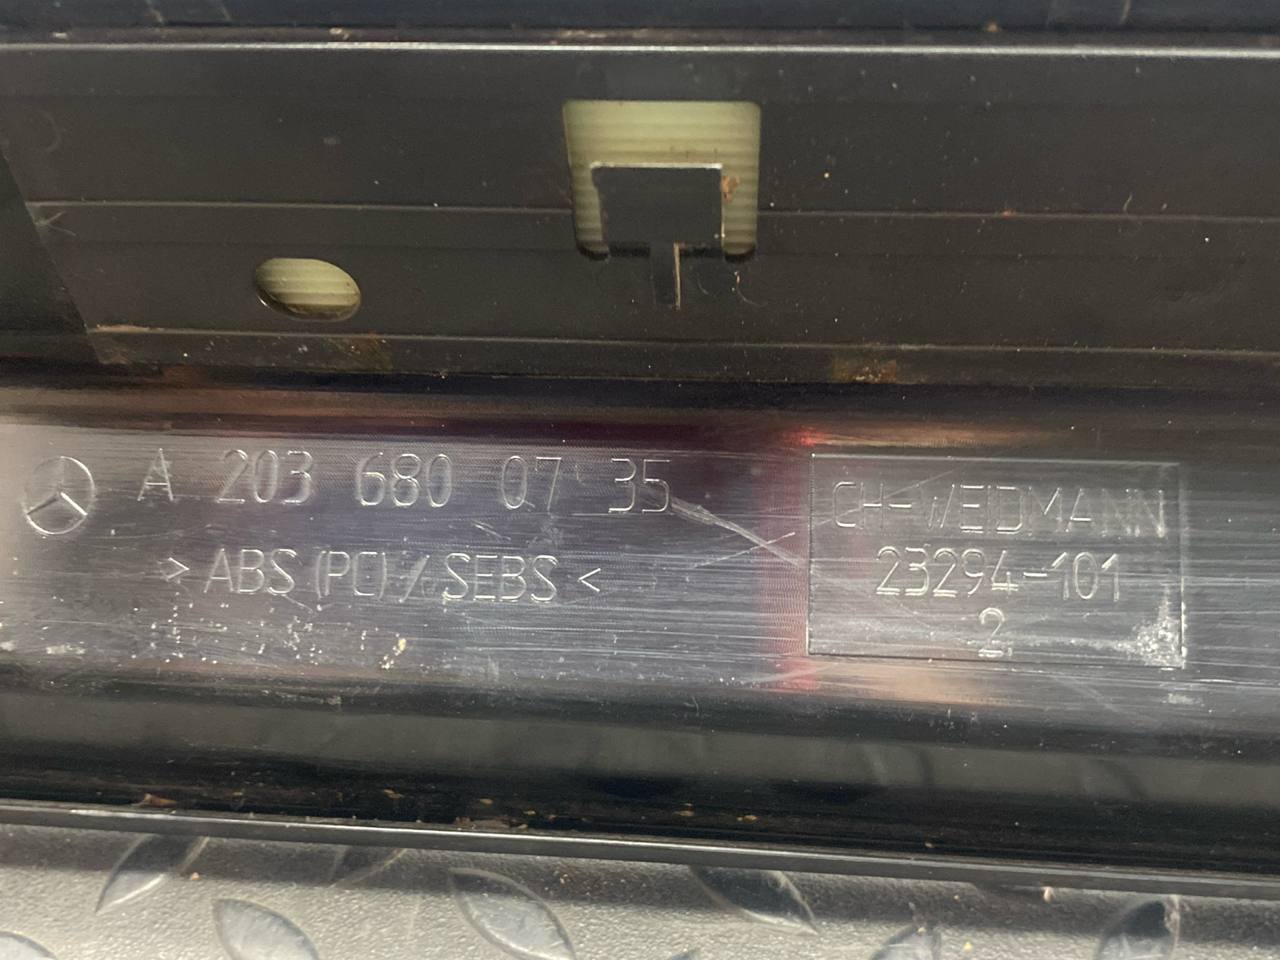 A 203 680 07 35
> ABS (PC) / SEBS <
CH-WEIDMANN
23294-101
2